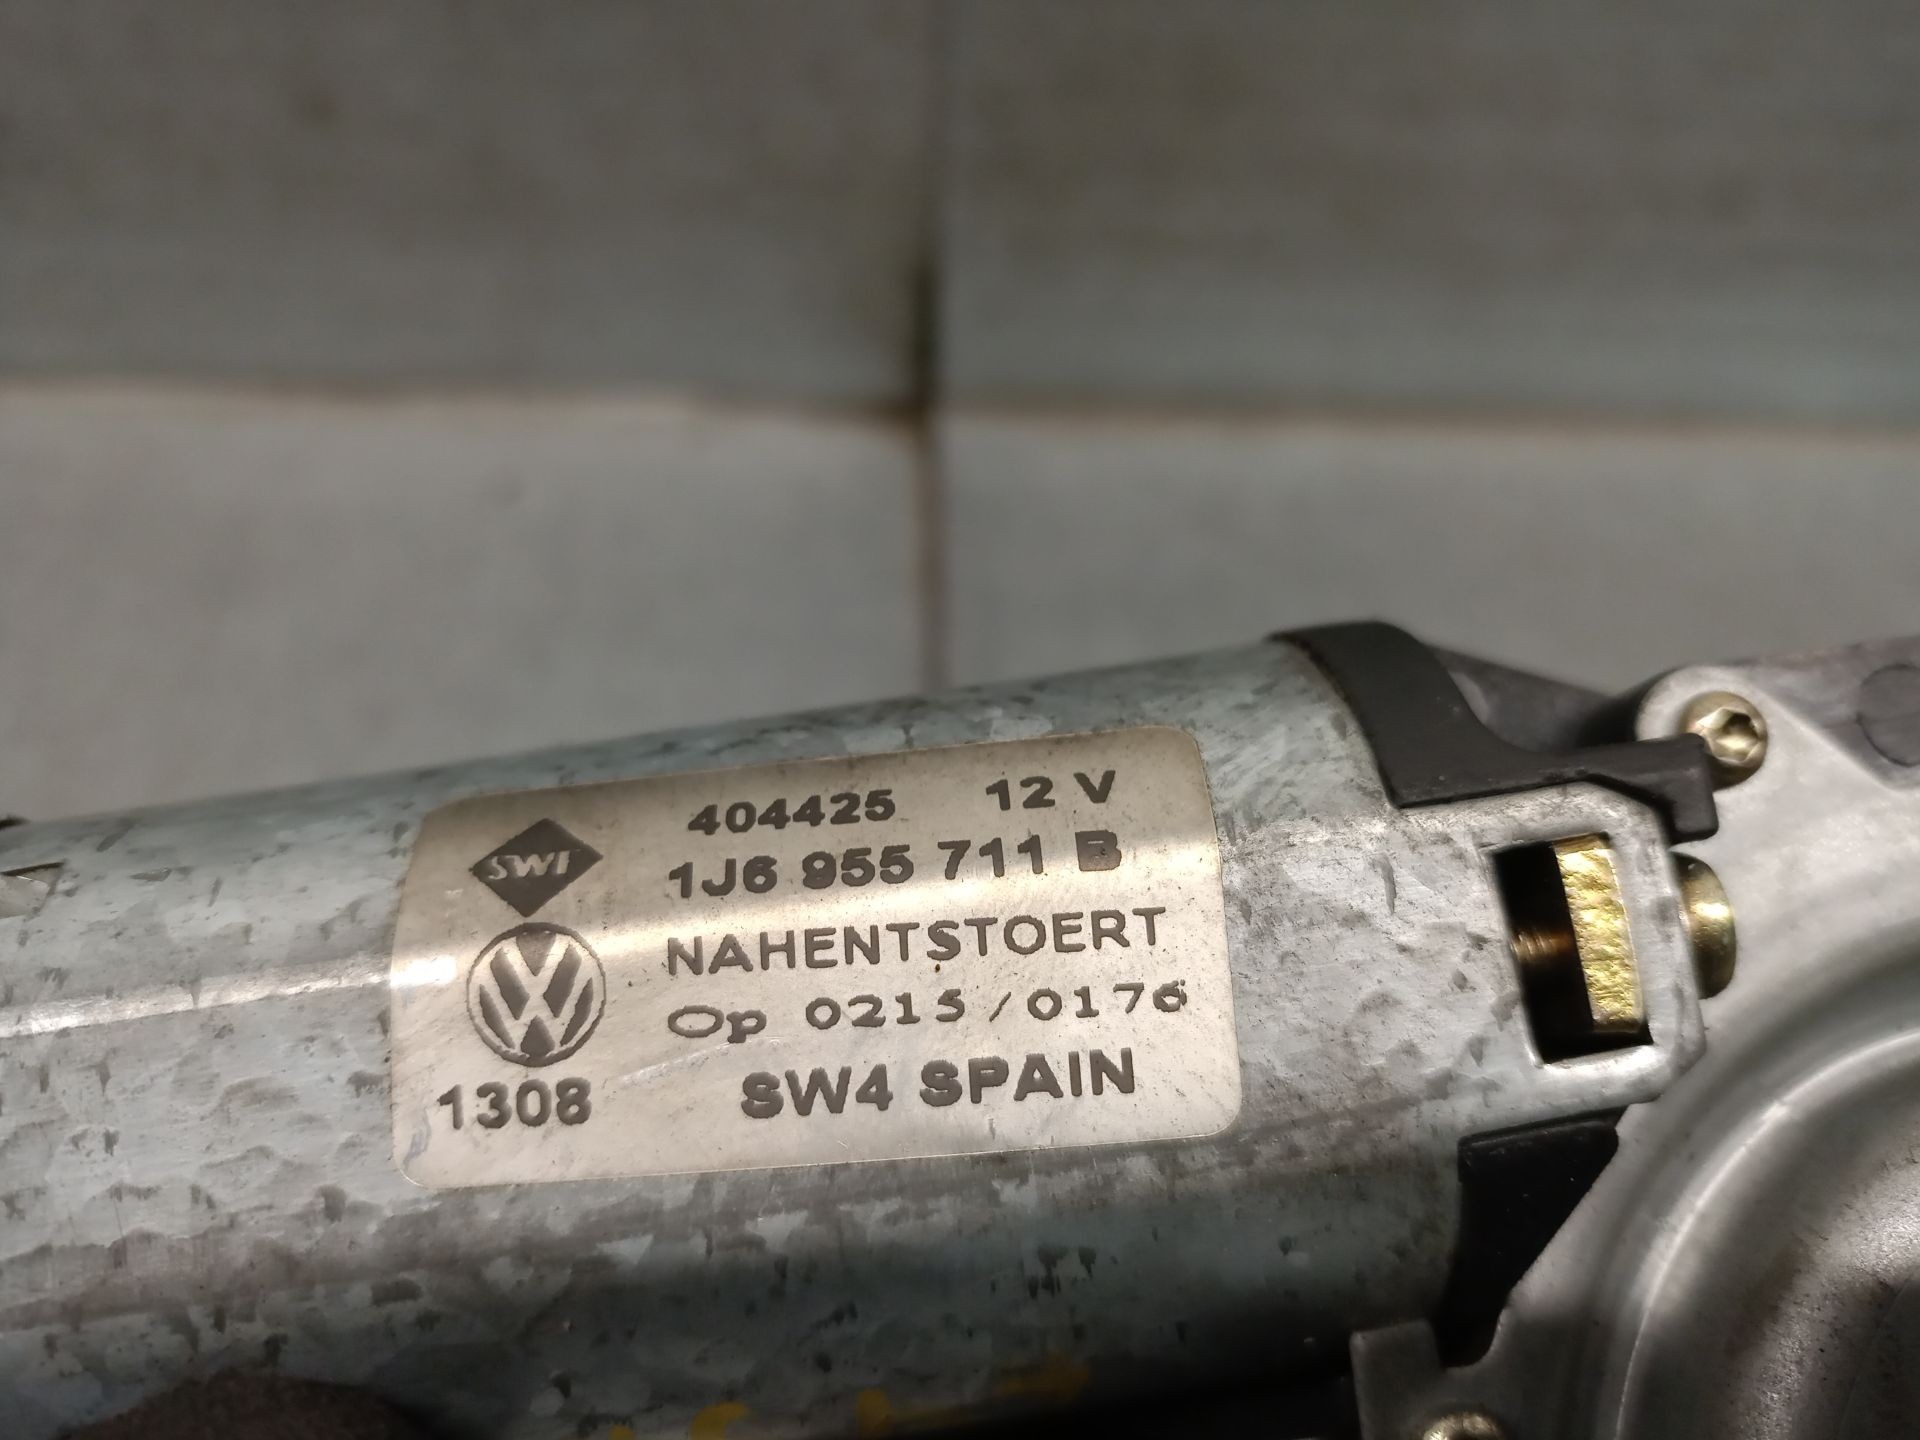 404425 12 V
SWF
1J6 955 711 B
NAHENTSTOERT
Op 0215 / 0176
1308 SW4 SPAIN